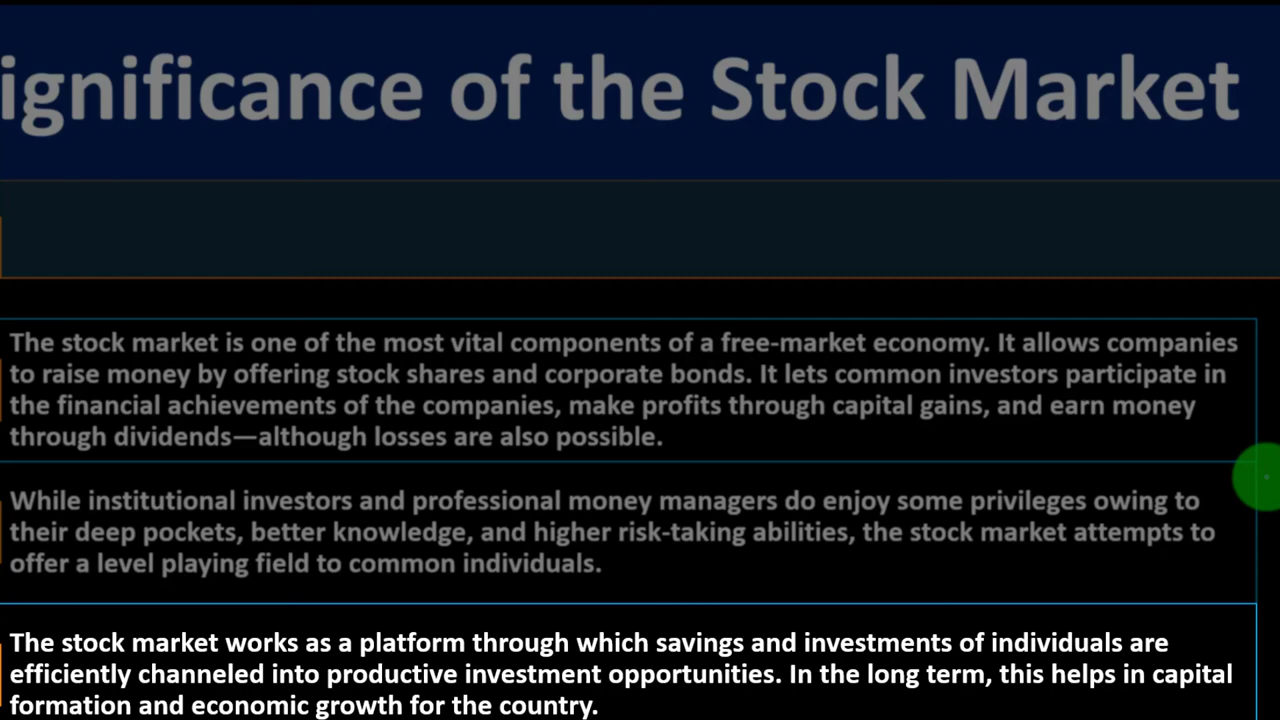 ignificance of the Stock Market
The stock market is one of the most vital components of a free-market economy. It allows companies
to raise money by offering stock shares and corporate bonds. It lets common investors participate in
the financial achievements of the companies, make profits through capital gains, and earn money
through dividends—although losses are also possible.
While institutional investors and professional money managers do enjoy some privileges owing to
their deep pockets, better knowledge, and higher risk-taking abilities, the stock market attempts to
offer a level playing field to common individuals.
The stock market works as a platform through which savings and investments of individuals are
efficiently channeled into productive investment opportunities. In the long term, this helps in capital
formation and economic growth for the country.